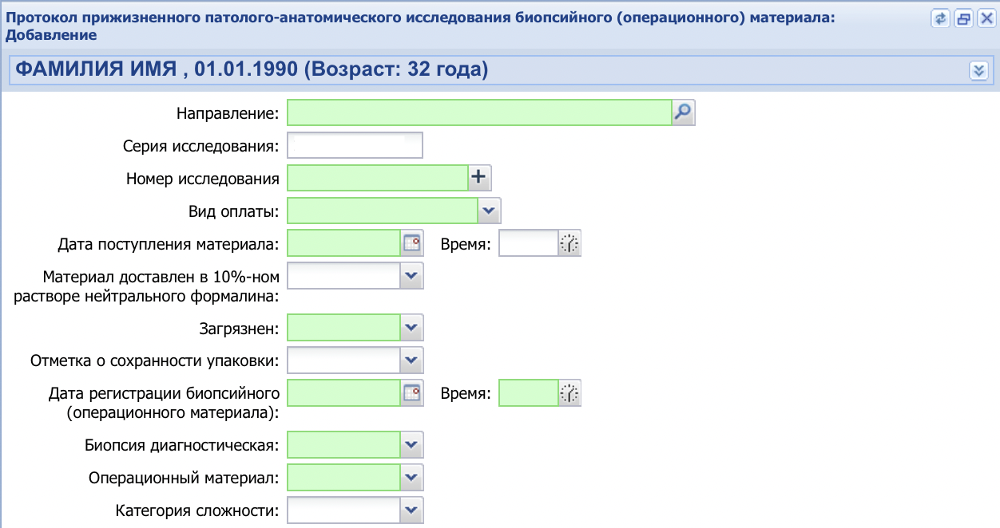 Протокол прижизненного патолого-анатомического исследования биопсийного (операционного) материала:
Добавление
ФАМИЛИЯ ИМЯ , 01.01.1990 (Возраст: 32 года)
Направление:
Серия исследования:
Номер исследования
Вид оплаты:
Дата поступления материала: Время:
Материал доставлен в 10%-ном
растворе нейтрального формалина:
Загрязнен:
Отметка о сохранности упаковки:
Дата регистрации биопсийного Время:
(операционного материала):
Биопсия диагностическая:
Операционный материал:
Категория сложности: